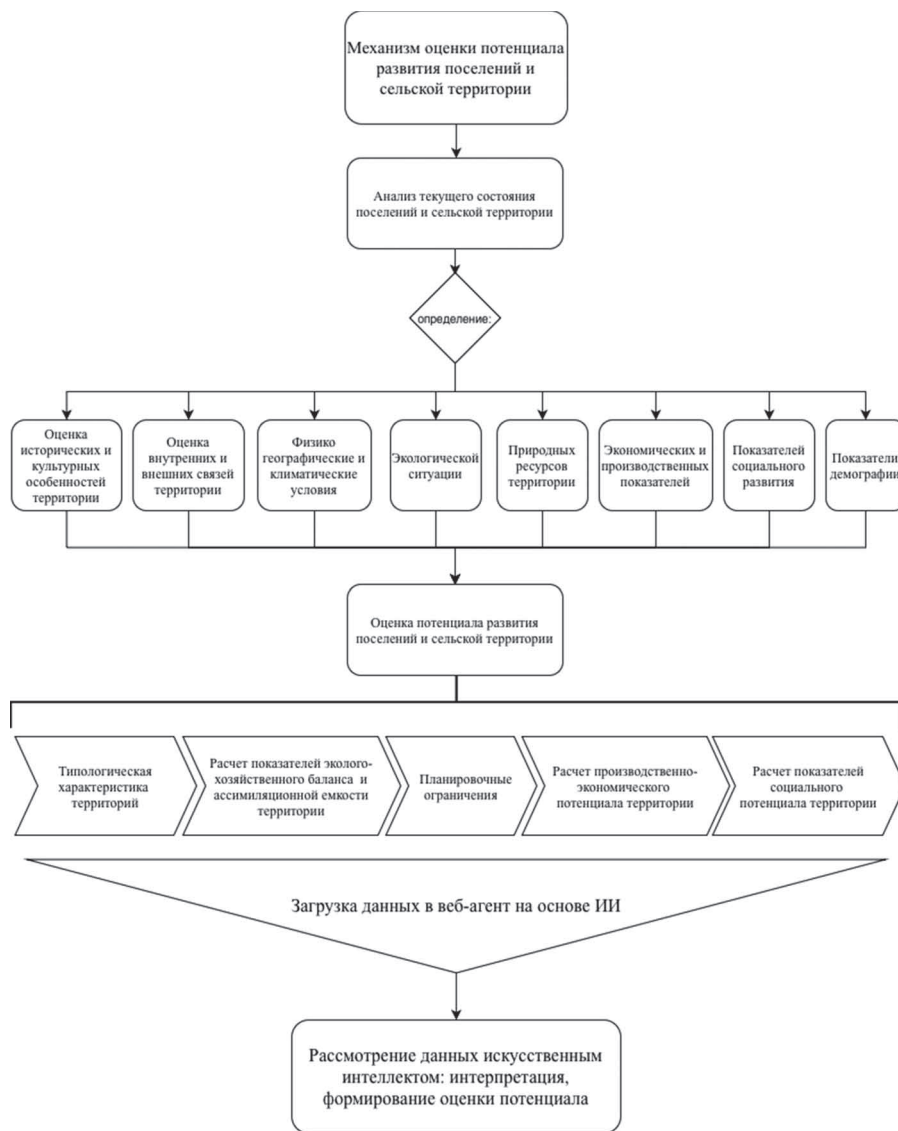 Механизм оценки потенциала
развития поселений и
сельской территории
Анализ текущего состояния
поселений и сельской территории
определение:
Оценка
исторических и
культурных
особенностей
территории
Оценка
внутренних и
внешних связей
территории
Физико
географические и
климатические
условия
Экологической
ситуации
Природных
ресурсов
территории
Экономических и
производственных
показателей
Показателей
социального
развития
Показатели
демографии
Оценка потенциала развития
поселений и сельской территории
Типологическая
характеристика
территорий
Расчет показателей эколого-
хозяйственного баланса и
ассимиляционной емкости
территории
Планировочные
ограничения
Расчет производственно-
экономического
потенциала территории
Расчет показателей
социального
потенциала территории
Загрузка данных в веб-агент на основе ИИ
Рассмотрение данных искусственным
интеллектом: интерпретация,
формирование оценки потенциала